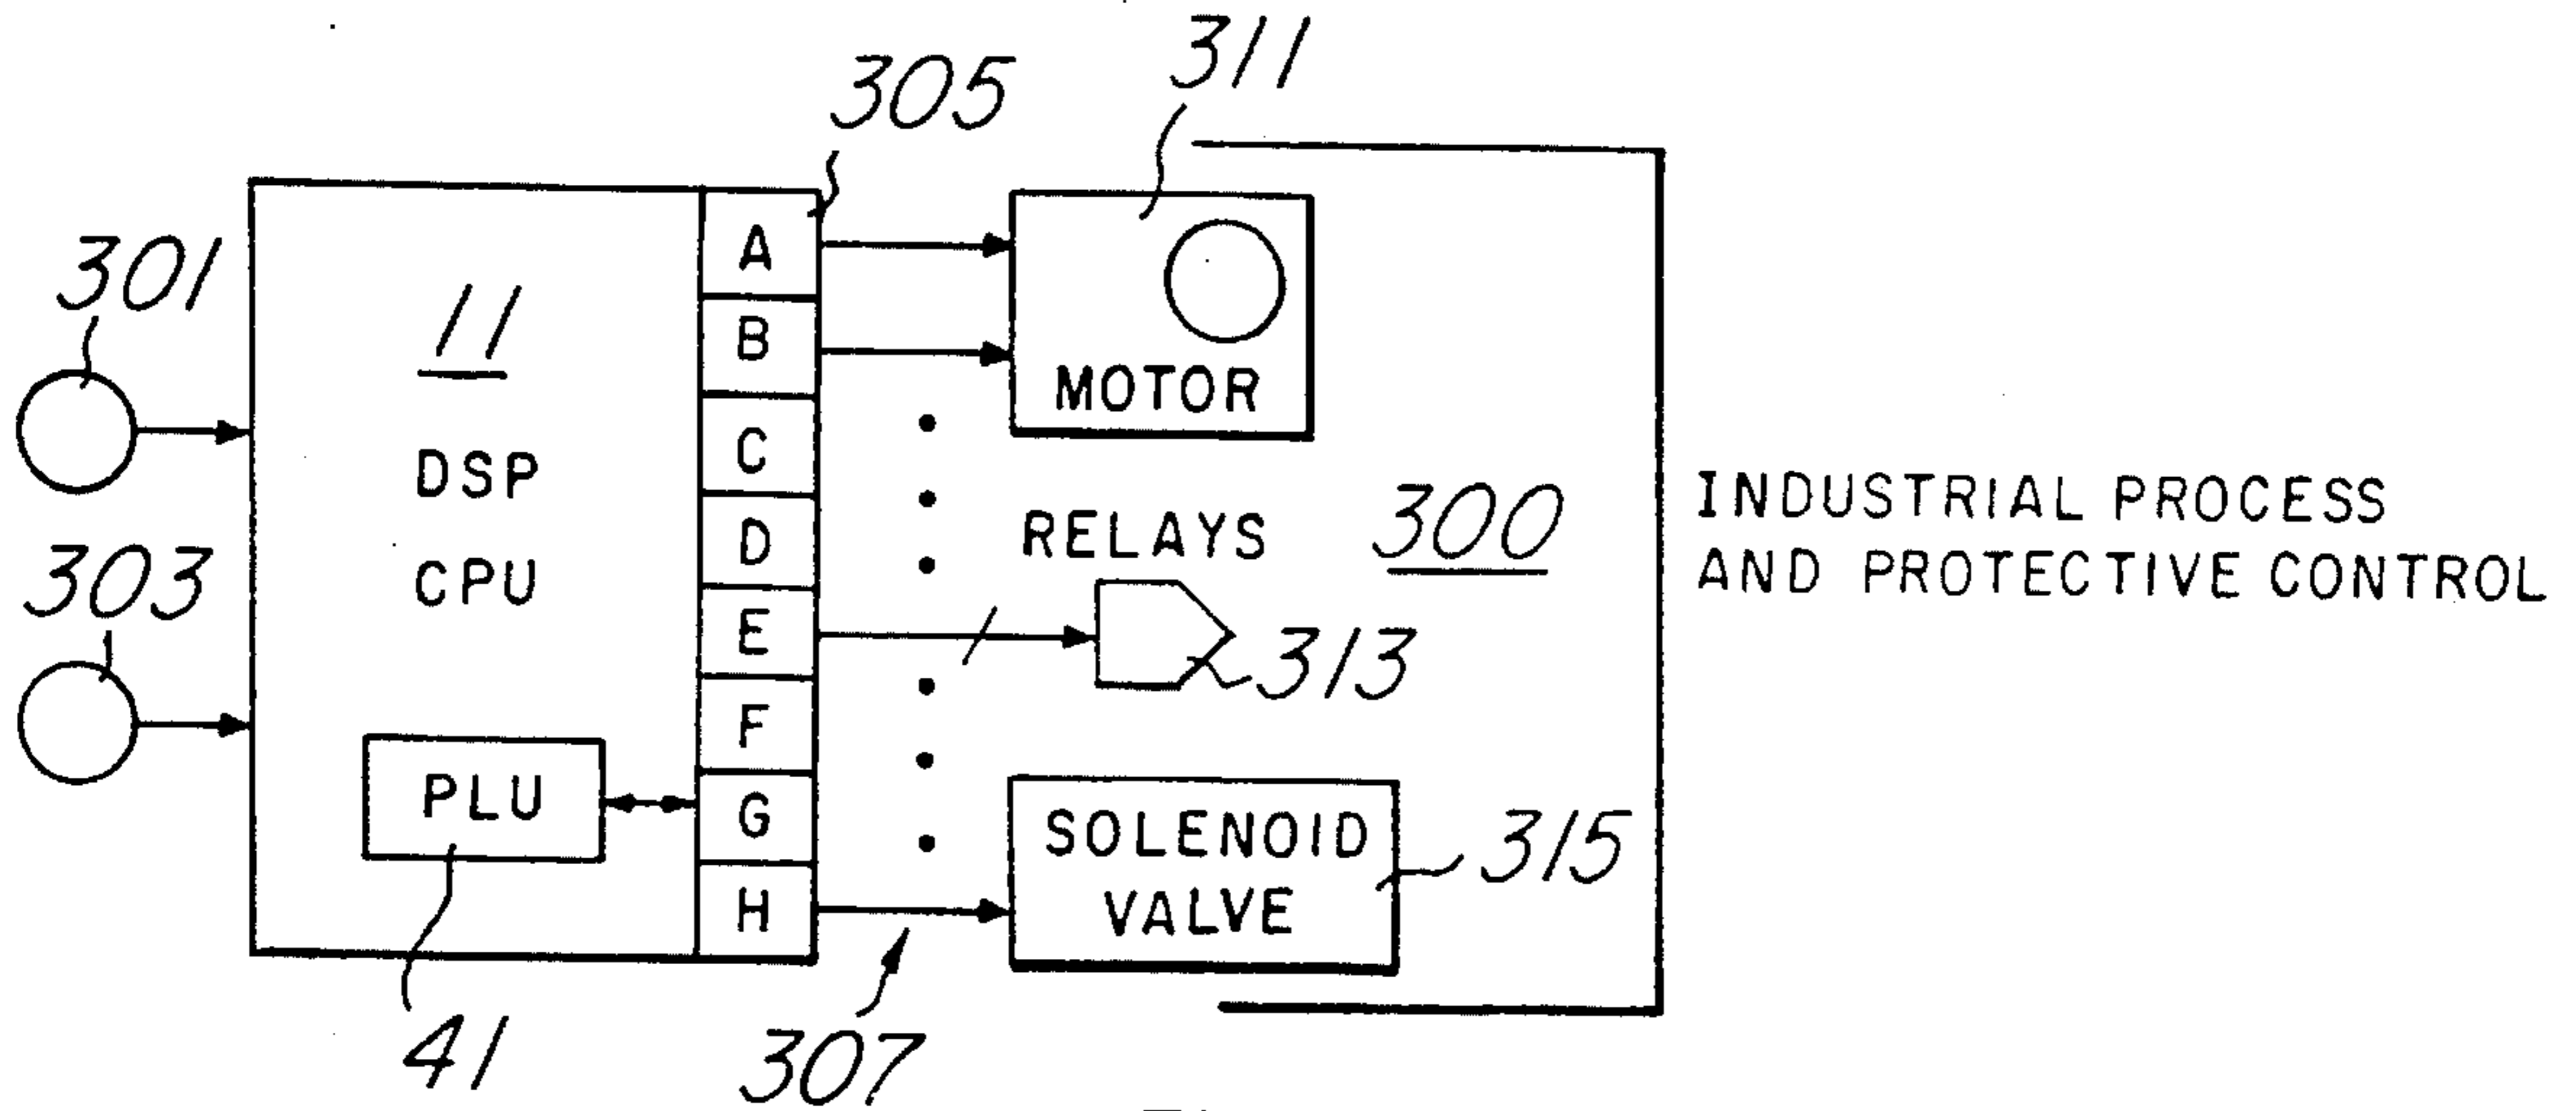 311
305
301
11
A
B
C
D
E
F
G
H
MOTOR
DSP
CPU
RELAYS
300
INDUSTRIAL PROCESS
AND PROTECTIVE CONTROL
303
313
PLU
SOLENOID
VALVE
315
41
307